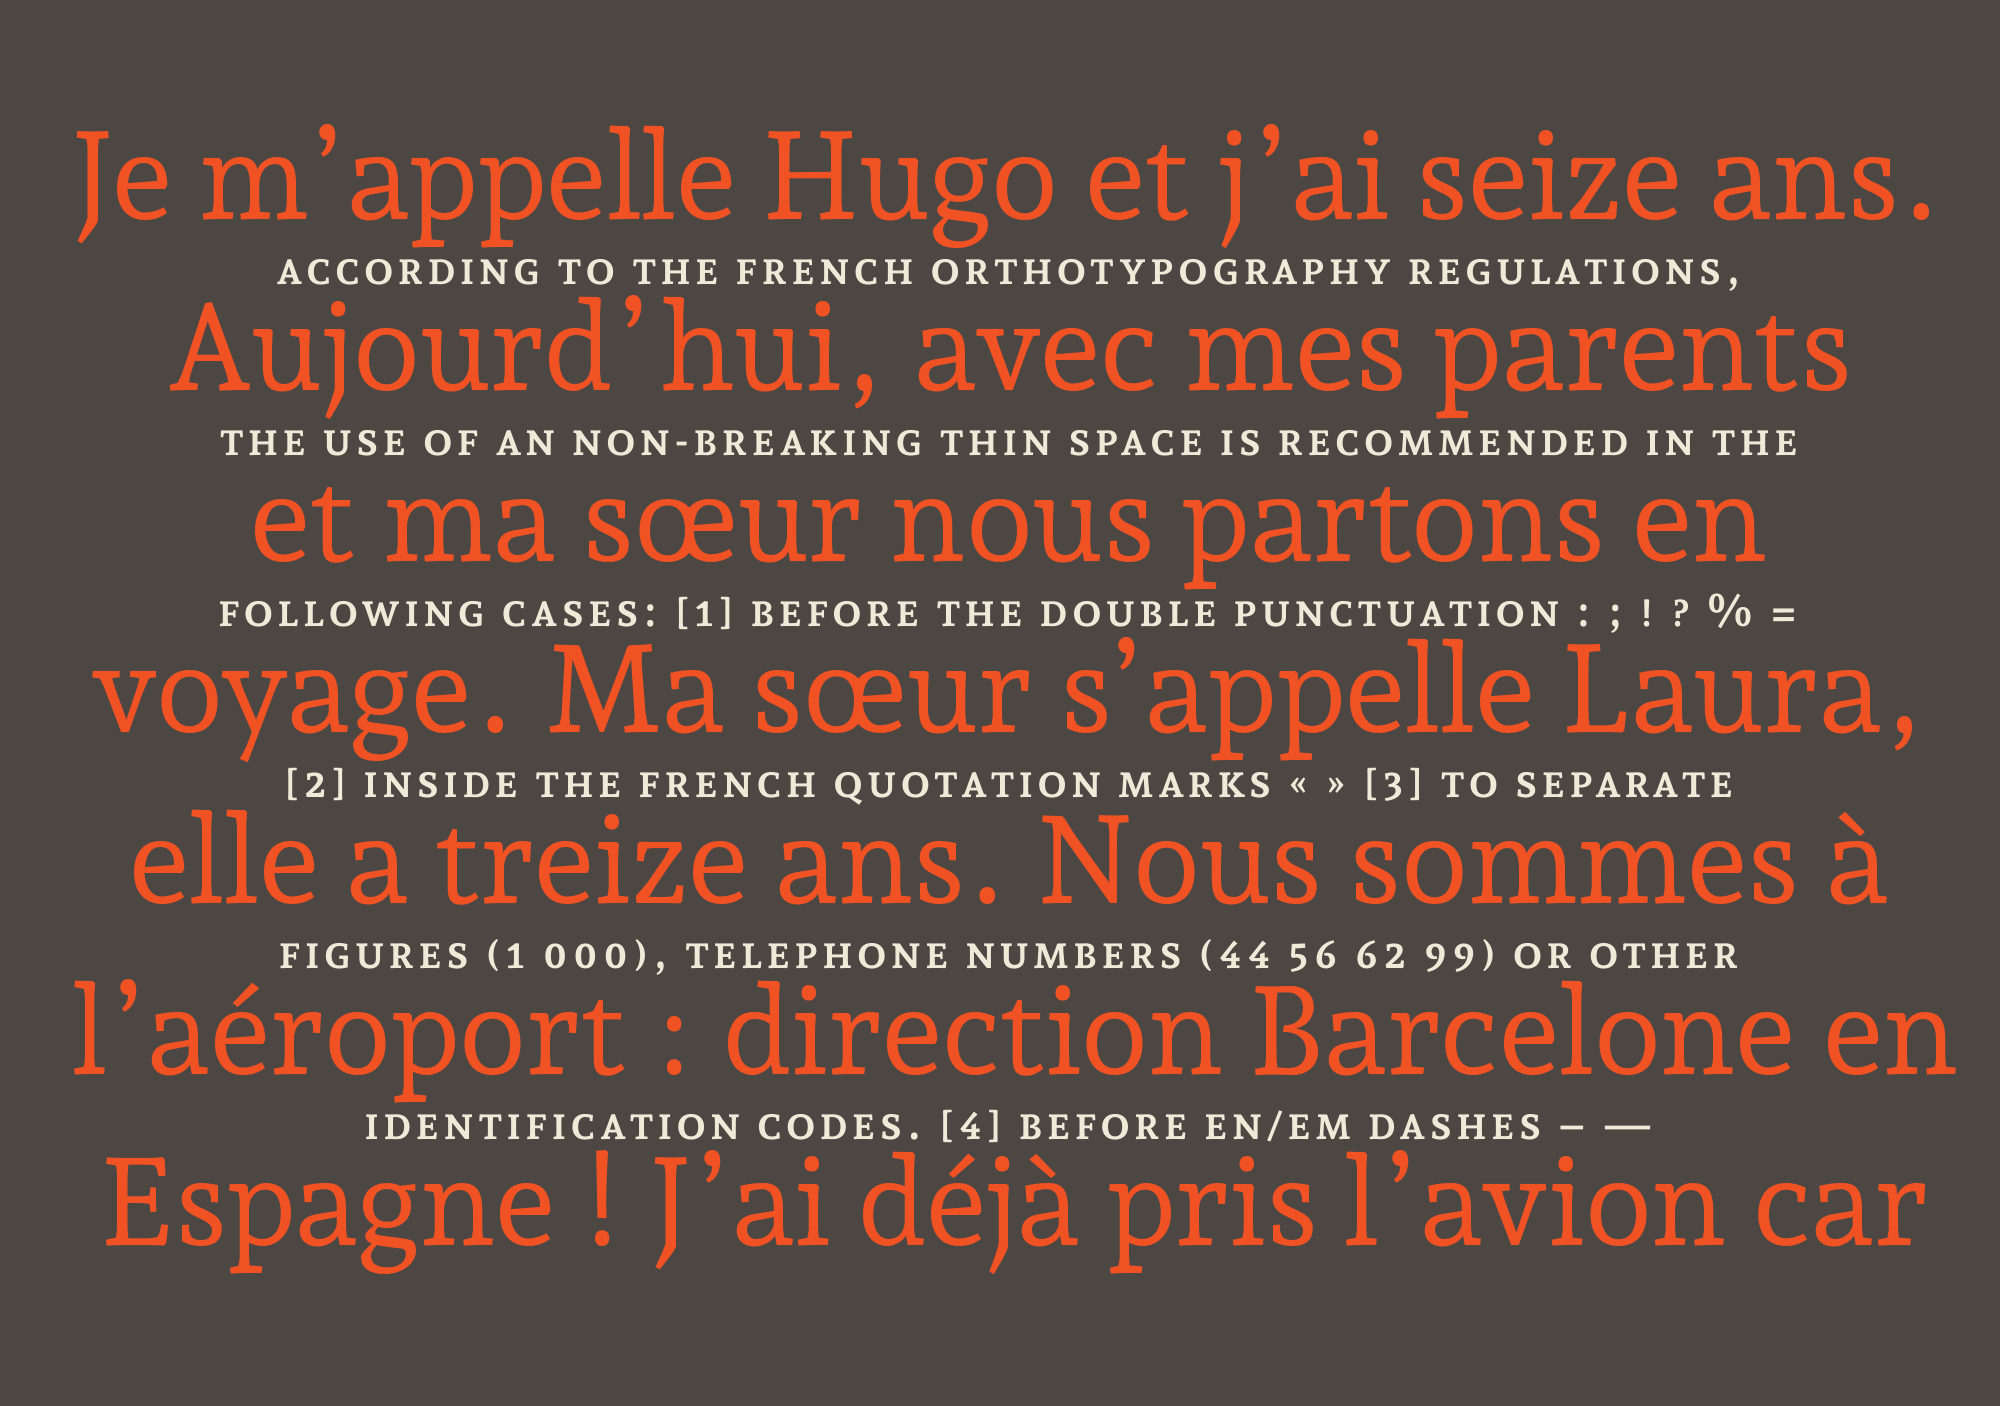 Je m’appelle Hugo et j’ai seize ans.
ACCORDING TO THE FRENCH ORTHOTYPOGRAPHY REGULATIONS,
Aujourd’hui, avec mes parents
THE USE OF AN NON-BREAKING THIN SPACE IS RECOMMENDED IN THE
et ma sœur nous partons en
FOLLOWING CASES: [1] BEFORE THE DOUBLE PUNCTUATION : ; ! ? % =
voyage. Ma sœur s’appelle Laura,
[2] INSIDE THE FRENCH QUOTATION MARKS « » [3] TO SEPARATE
elle a treize ans. Nous sommes à
FIGURES (1 000), TELEPHONE NUMBERS (44 56 62 99) OR OTHER
l’aéroport : direction Barcelone en
IDENTIFICATION CODES. [4] BEFORE EN/EM DASHES – —
Espagne ! J’ai déjà pris l’avion car